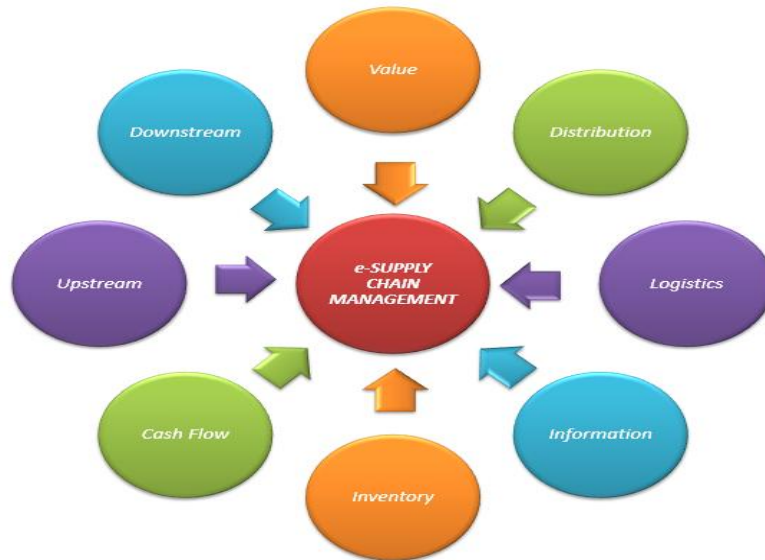 Value
Downstream
Distribution
e-SUPPLY
CHAIN
MANAGEMENT
Upstream
Logistics
Cash Flow
Information
Inventory